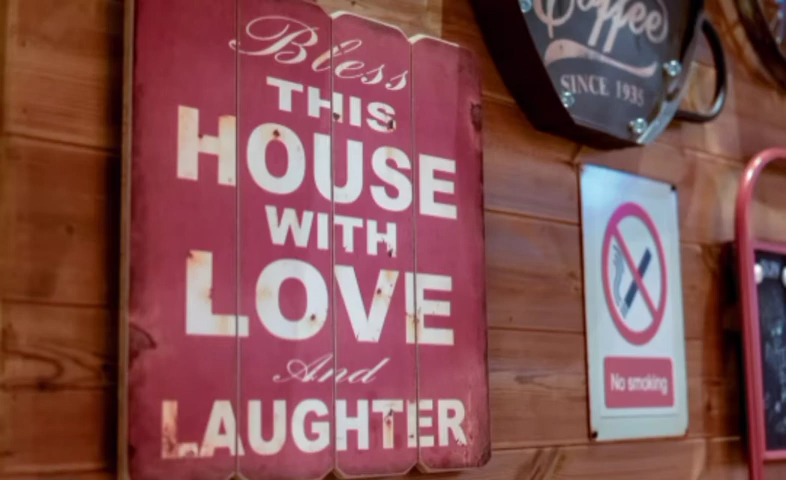 Bless
THIS
HOUSE
WITH
LOVE
And
LAUGHTER
Coffee
SINCE 1935
No smoking